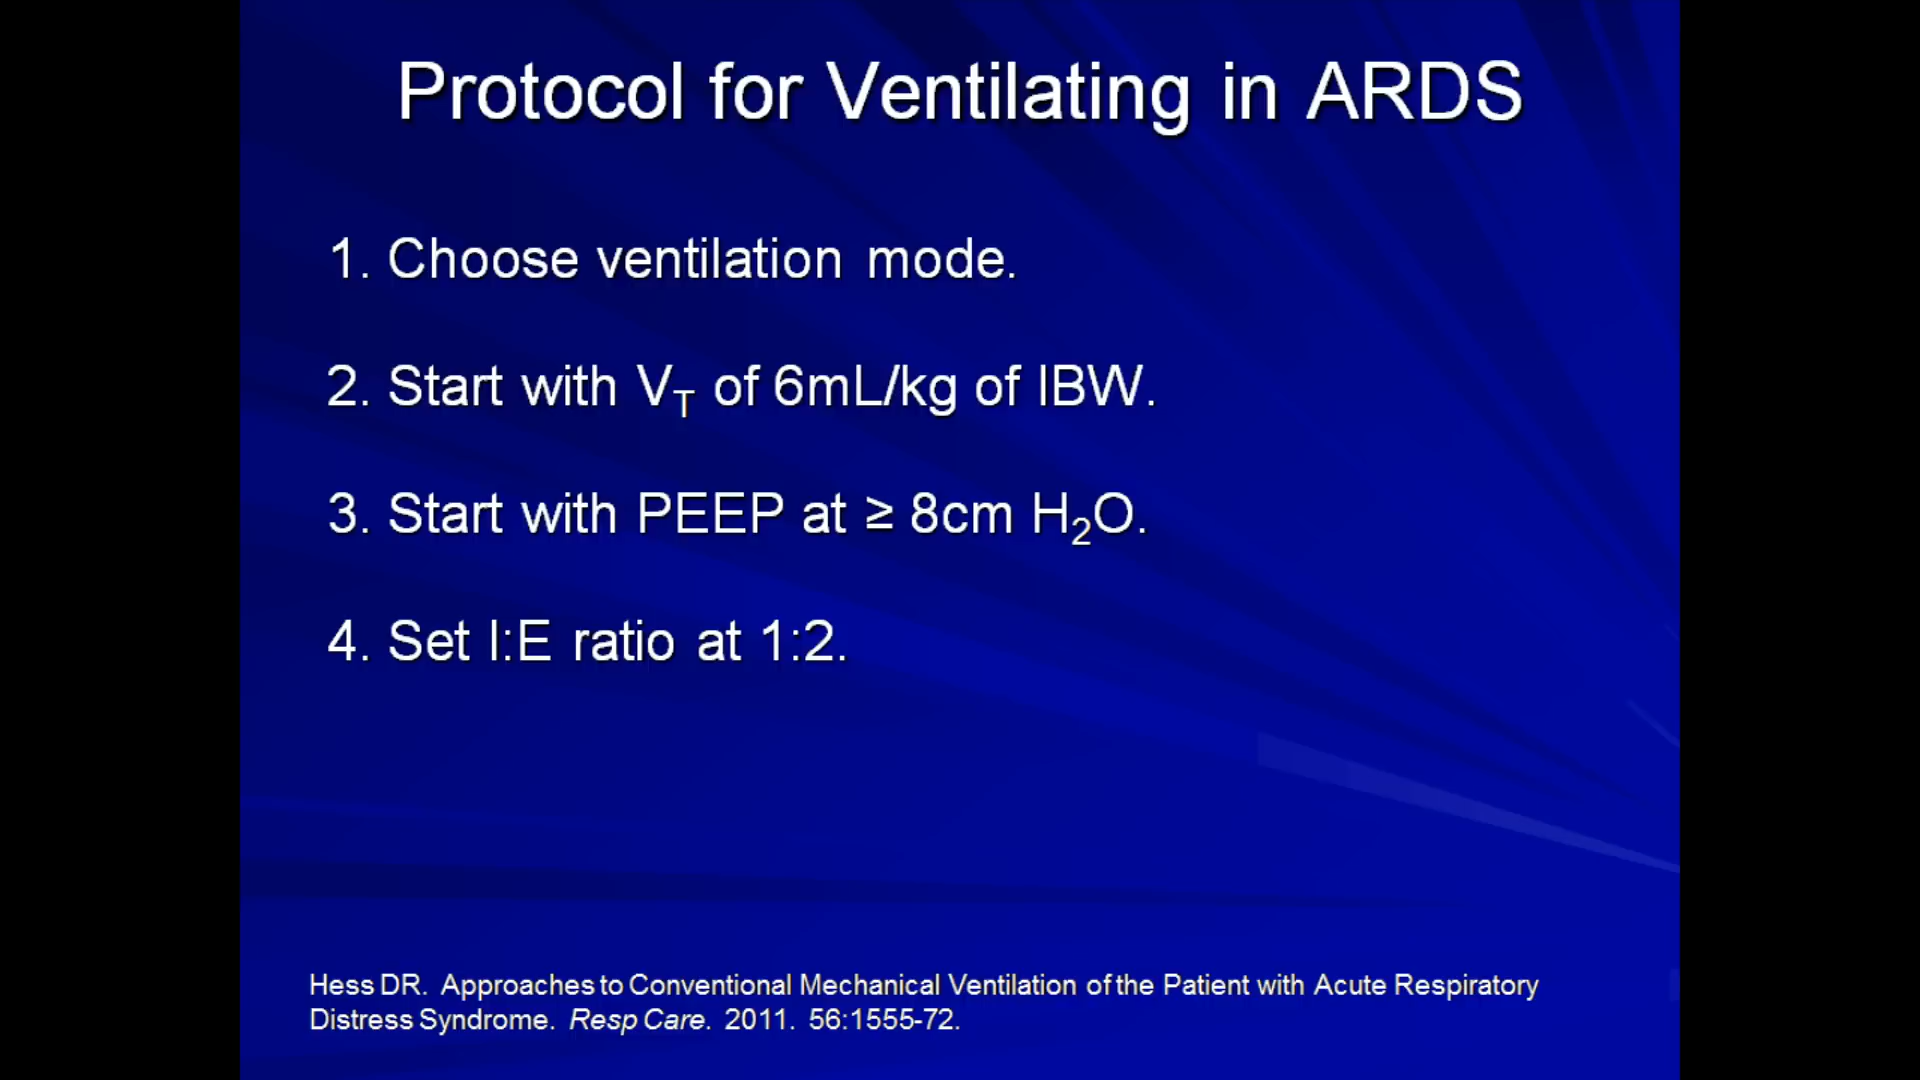 Protocol for Ventilating in ARDS
1. Choose ventilation mode.
2. Start with V_T of 6mL/kg of IBW.
3. Start with PEEP at ≥ 8cm H₂O.
4. Set I:E ratio at 1:2.
Hess DR. Approaches to Conventional Mechanical Ventilation of the Patient with Acute Respiratory
Distress Syndrome. Resp Care. 2011. 56:1555-72.